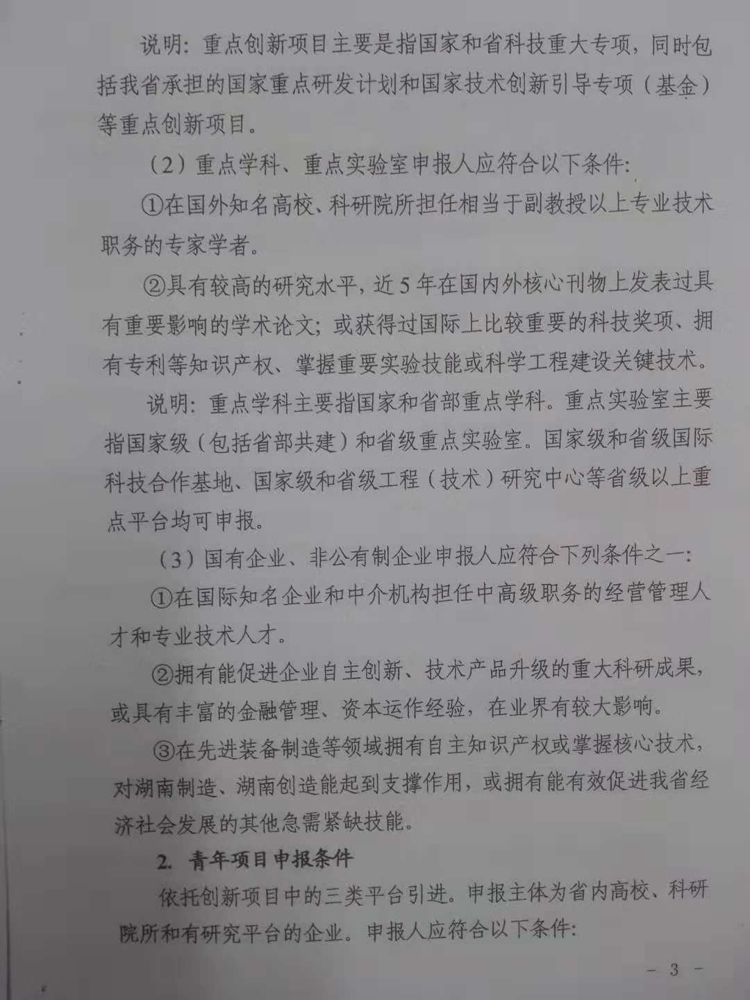 说明：重点创新项目主要是指国家和省科技重大专项，同时包
括我省承担的国家重点研发计划和国家技术创新引导专项（基金）
等重点创新项目。
（2）重点学科、重点实验室申报人应符合以下条件：
①在国外知名高校、科研院所担任相当于副教授以上专业技术
职务的专家学者。
②具有较高的研究水平，近5年在国内外核心刊物上发表过具
有重要影响的学术论文；或获得过国际上比较重要的科技奖项、拥
有专利等知识产权、掌握重要实验技能或科学工程建设关键技术。
说明：重点学科主要指国家和省部重点学科。重点实验室主要
指国家级（包括省部共建）和省级重点实验室。国家级和省级国际
科技合作基地、国家级和省级工程（技术）研究中心等省级以上重
点平台均可申报。
（3）国有企业、非公有制企业申报人应符合下列条件之一：
①在国际知名企业和中介机构担任中高级职务的经营管理人
才和专业技术人才。
②拥有能促进企业自主创新、技术产品升级的重大科研成果，
或具有丰富的金融管理、资本运作经验，在业界有较大影响。
③在先进装备制造等领域拥有自主知识产权或掌握核心技术，
对湖南制造、湖南创造能起到支撑作用，或拥有能有效促进我省经
济社会发展的其他急需紧缺技能。
2. 青年项目申报条件
依托创新项目中的三类平台引进。申报主体为省内高校、科研
院所和有研究平台的企业。申报人应符合以下条件：
- 3 -